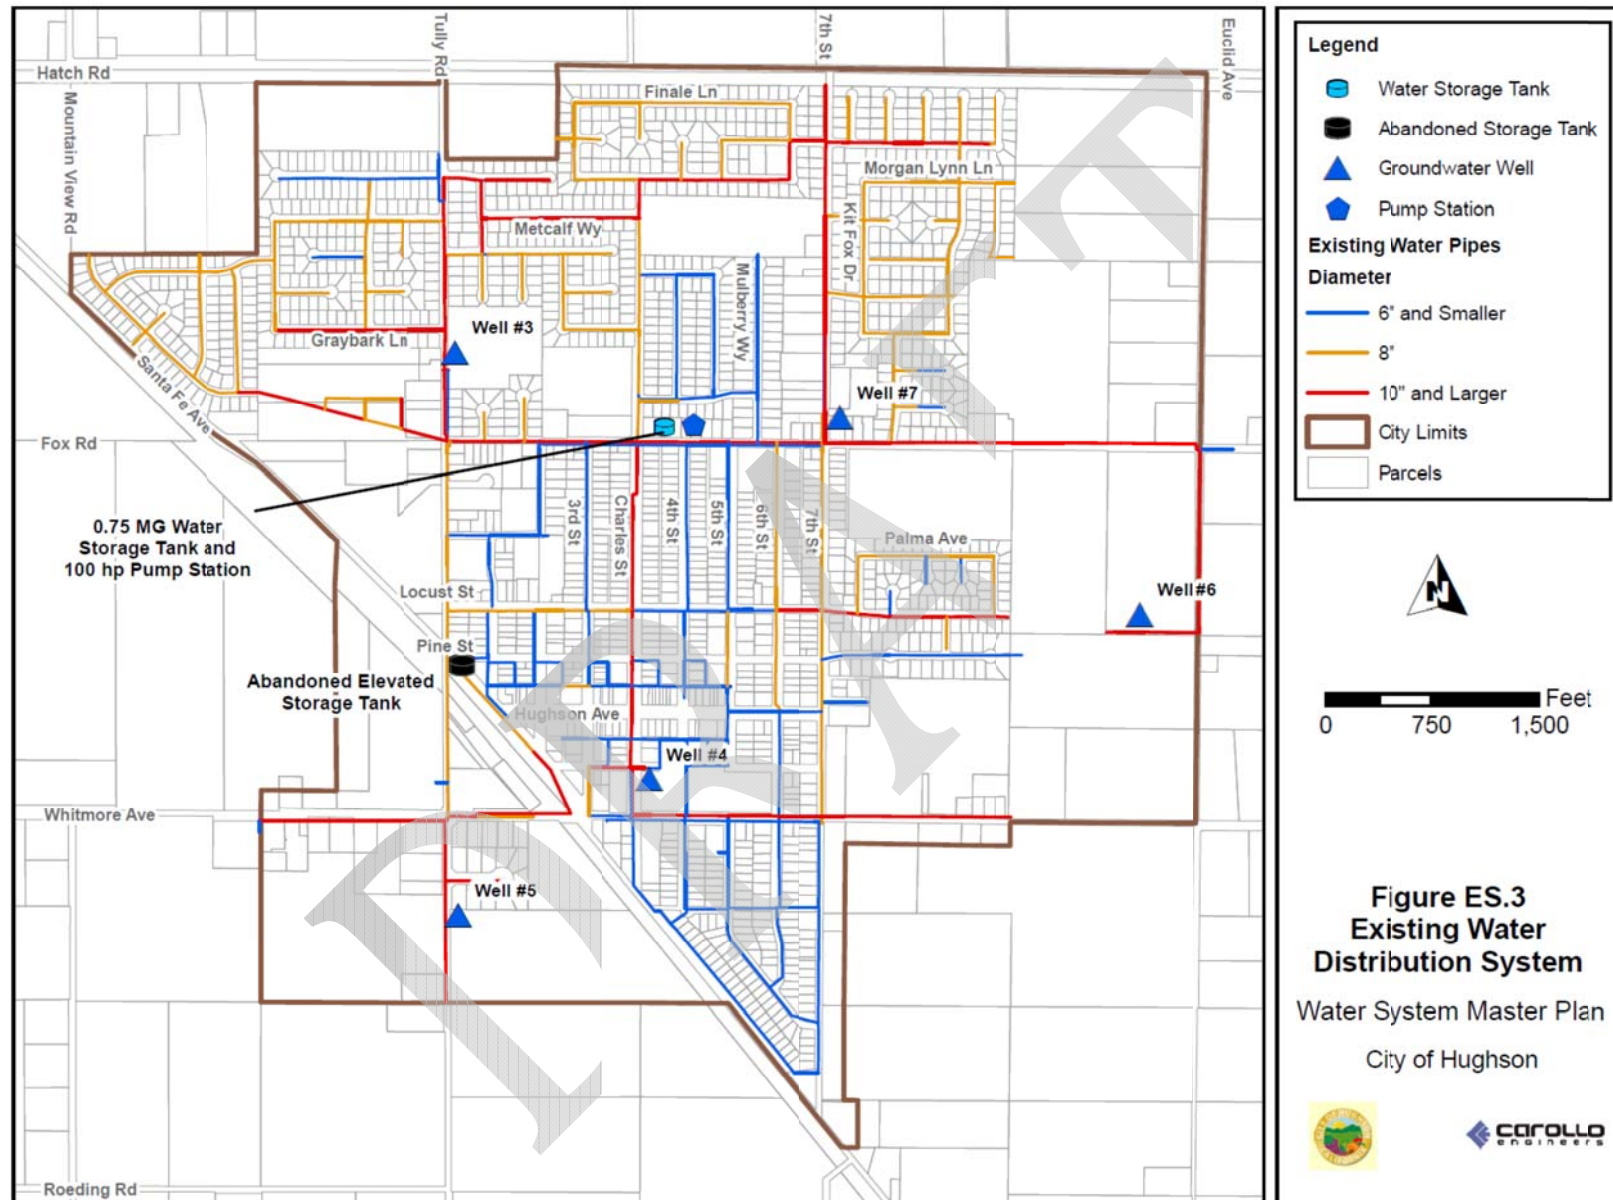 Tully Rd
7th St
Euclid Ave
Hatch Rd
Mountain View Rd
Finale Ln
Morgan Lynn Ln
Kit Fox Dr
Metcalf Wy
Mulberry Wy
Well #3
Graybark Ln
Santa Fe Ave
Well #7
Fox Rd
0.75 MG Water
Storage Tank and
100 hp Pump Station
3rd St
Charles St
4th St
5th St
6th St
7th St
Palma Ave
Locust St
Well #6
Pine St
Abandoned Elevated
Storage Tank
Hughson Ave
Well #4
Whitmore Ave
Well #5
Roeding Rd
DRAFT
Legend
Water Storage Tank
Abandoned Storage Tank
Groundwater Well
Pump Station
Existing Water Pipes
Diameter
6" and Smaller
8"
10" and Larger
City Limits
Parcels
N
Feet
0 750 1,500
Figure ES.3
Existing Water
Distribution System
Water System Master Plan
City of Hughson
carollo
engineers